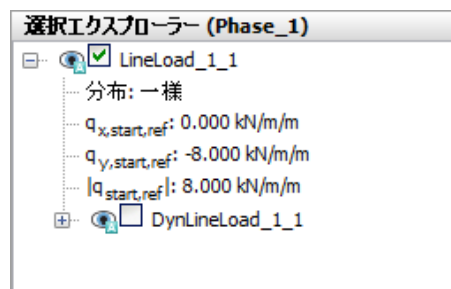 選択エクスプローラー (Phase_1)
LineLoad_1_1
分布: 一様
qx,start,ref: 0.000 kN/m/m
qy,start,ref: -8.000 kN/m/m
|qstart,ref|: 8.000 kN/m/m
DynLineLoad_1_1